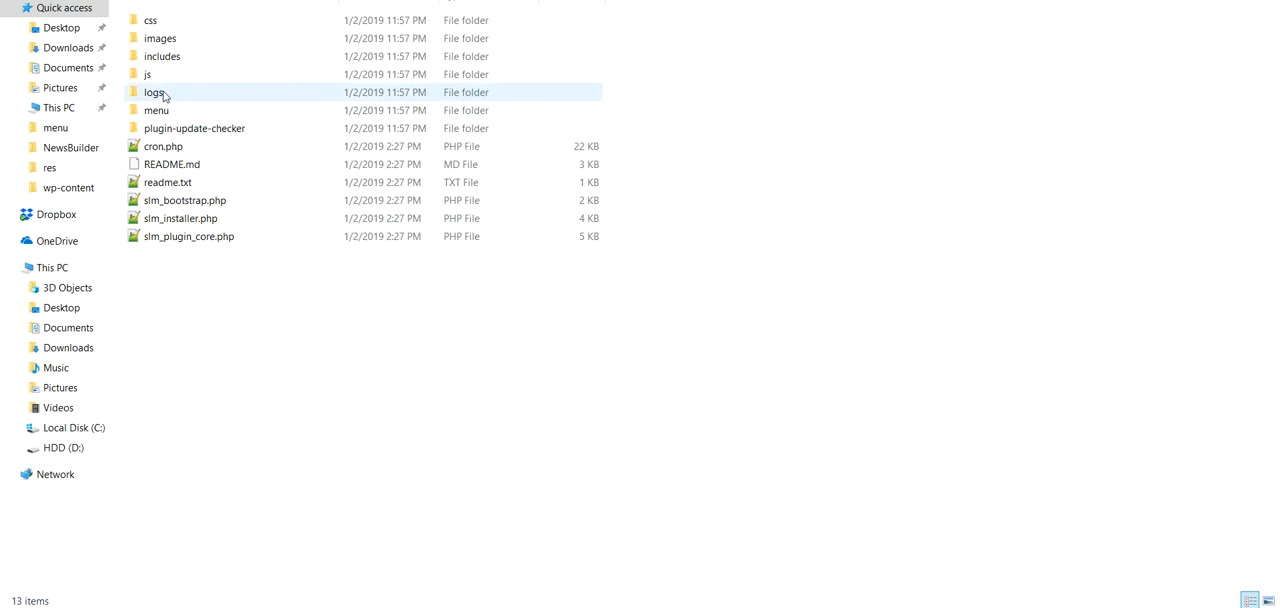 Quick access
Desktop
Downloads
Documents
Pictures
This PC
menu
NewsBuilder
res
wp-content
Dropbox
OneDrive
This PC
3D Objects
Desktop
Documents
Downloads
Music
Pictures
Videos
Local Disk (C:)
HDD (D:)
Network
css 1/2/2019 11:57 PM File folder
images 1/2/2019 11:57 PM File folder
includes 1/2/2019 11:57 PM File folder
js 1/2/2019 11:57 PM File folder
logs 1/2/2019 11:57 PM File folder
menu 1/2/2019 11:57 PM File folder
plugin-update-checker 1/2/2019 11:57 PM File folder
cron.php 1/2/2019 2:27 PM PHP File 22 KB
README.md 1/2/2019 2:27 PM MD File 3 KB
readme.txt 1/2/2019 2:27 PM TXT File 1 KB
slm_bootstrap.php 1/2/2019 2:27 PM PHP File 2 KB
slm_installer.php 1/2/2019 2:27 PM PHP File 4 KB
slm_plugin_core.php 1/2/2019 2:27 PM PHP File 5 KB
13 items